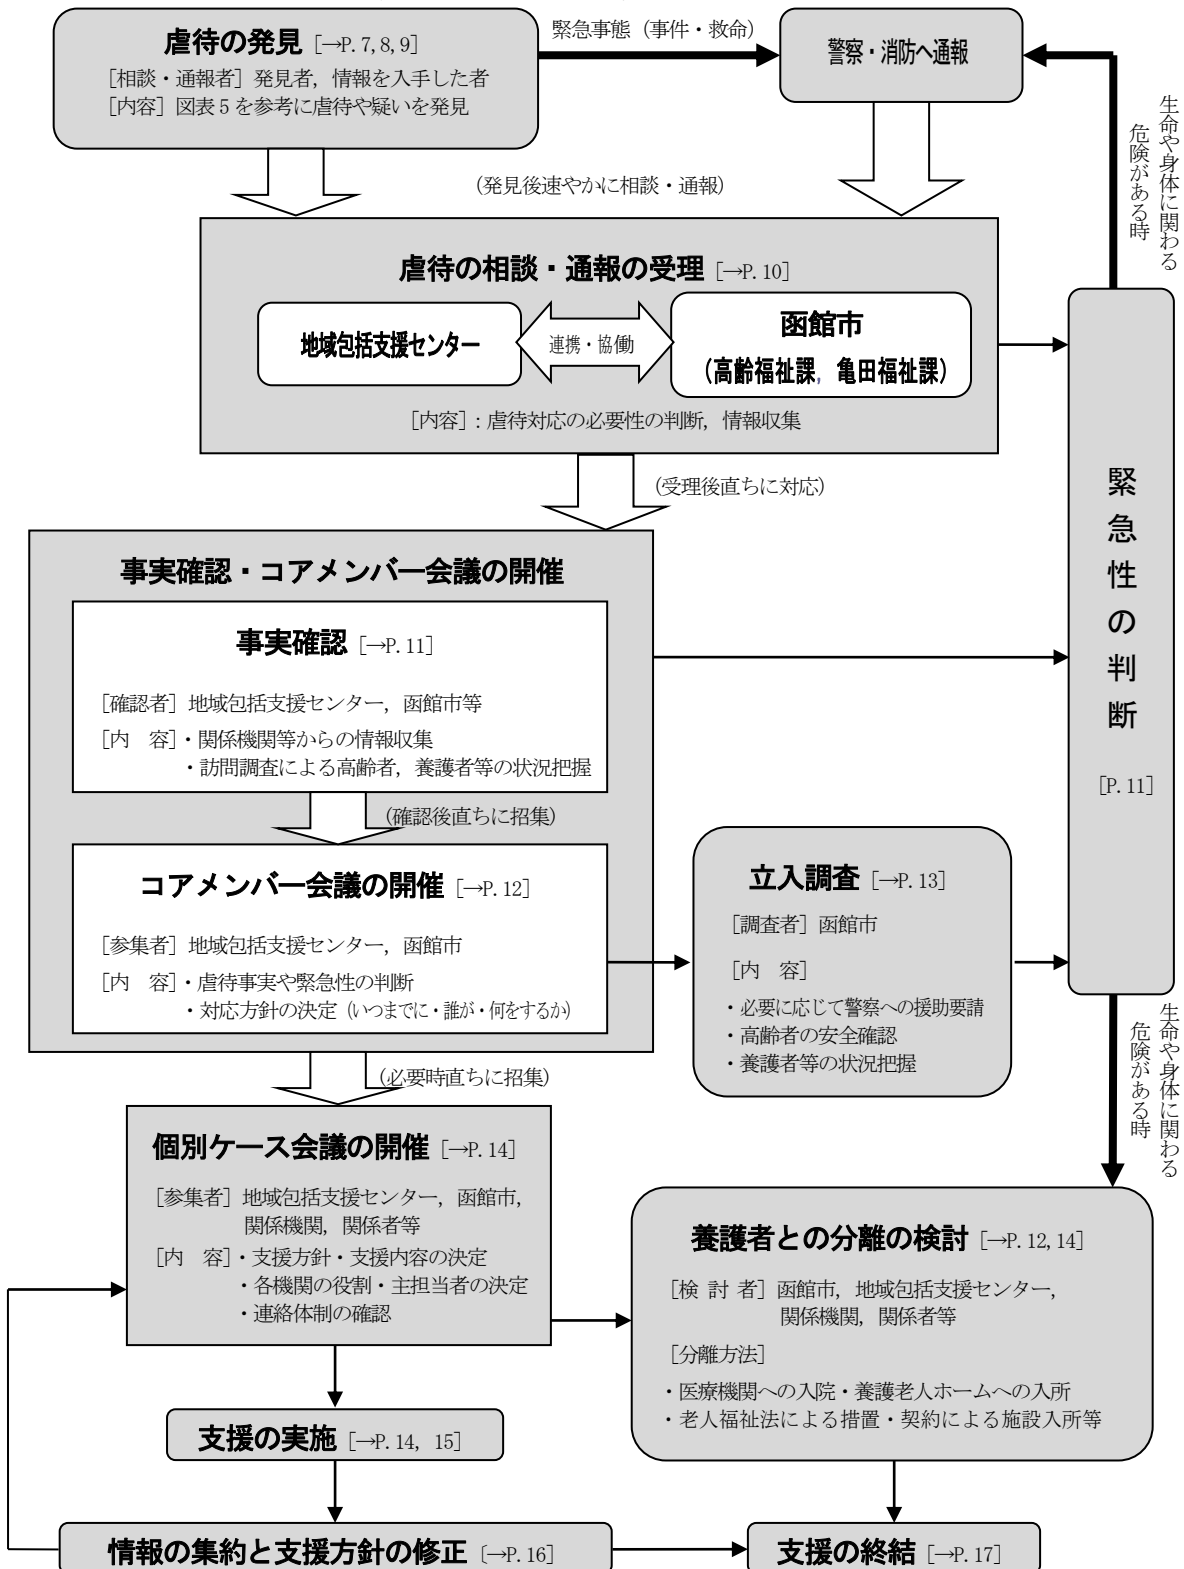 虐待の発見［→P. 7, 8, 9］
［相談・通報者］発見者，情報を入手した者
［内容］図表５を参考に虐待や疑いを発見
緊急事態（事件・救命）
警察・消防へ通報
生命や身体に関わる
危険がある時
（発見後速やかに相談・通報）
虐待の相談・通報の受理［→P. 10］
地域包括支援センター
連携・協働
函館市
（高齢福祉課，亀田福祉課）
［内容］：虐待対応の必要性の判断，情報収集
（受理後直ちに対応）
緊急性の判断
［P. 11］
事実確認・コアメンバー会議の開催
事実確認［→P. 11］
［確認者］地域包括支援センター，函館市等
［内　容］・関係機関等からの情報収集
・訪問調査による高齢者，養護者等の状況把握
（確認後直ちに招集）
コアメンバー会議の開催［→P. 12］
［参集者］地域包括支援センター，函館市
［内　容］・虐待事実や緊急性の判断
・対応方針の決定（いつまでに・誰が・何をするか）
立入調査［→P. 13］
［調査者］函館市
［内　容］
・必要に応じて警察への援助要請
・高齢者の安全確認
・養護者等の状況把握
生命や身体に関わる
危険がある時
（必要時直ちに招集）
個別ケース会議の開催［→P. 14］
［参集者］地域包括支援センター，函館市，
関係機関，関係者等
［内　容］・支援方針・支援内容の決定
・各機関の役割・主担当者の決定
・連絡体制の確認
養護者との分離の検討［→P. 12, 14］
［検 討 者］函館市，地域包括支援センター，
関係機関，関係者等
［分離方法］
・医療機関への入院・養護老人ホームへの入所
・老人福祉法による措置・契約による施設入所等
支援の実施［→P. 14，15］
情報の集約と支援方針の修正〔→P. 16］
支援の終結［→P. 17］